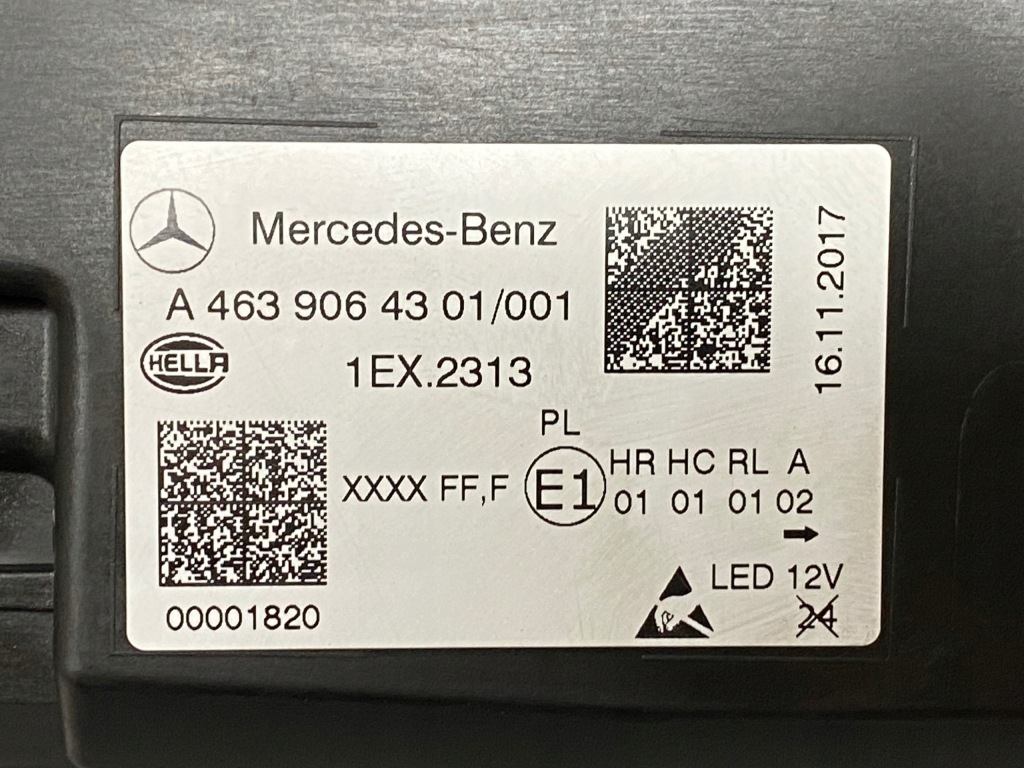 Mercedes-Benz
A 463 906 43 01/001
HELLA
1EX.2313
16.11.2017
PL
XXXX FF,F
E1
HR HC RL A
01 01 01 02
LED 12V
24
00001820